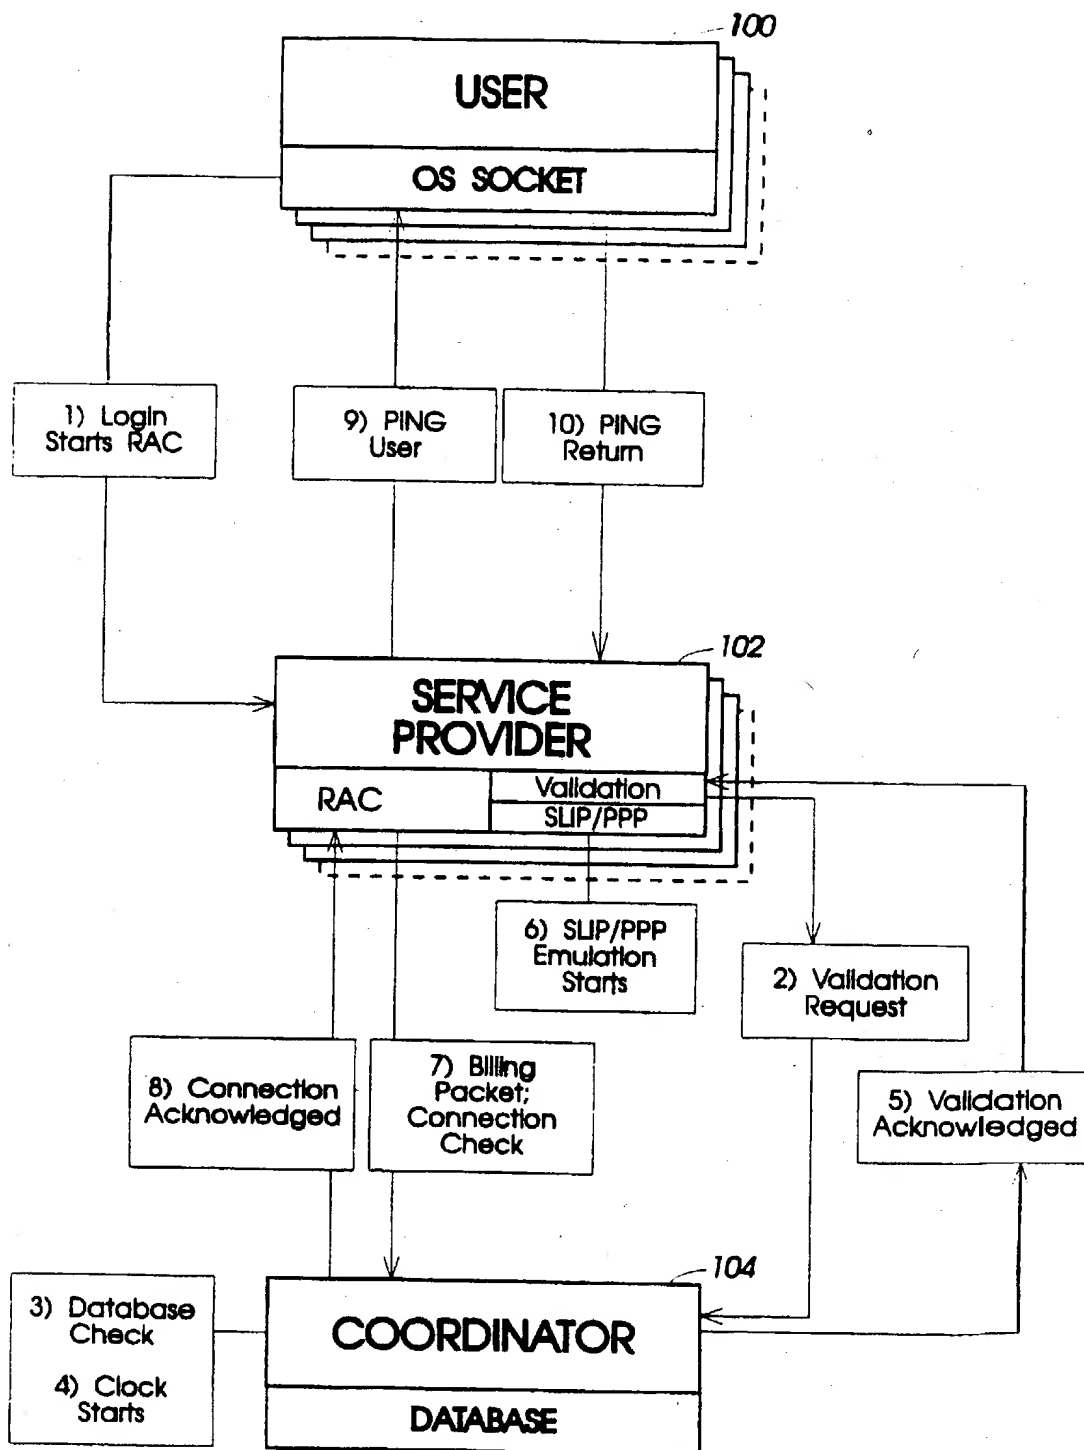 100
USER
OS SOCKET
1) Login
Starts RAC
9) PING
User
10) PING
Return
102
SERVICE
PROVIDER
RAC
Validation
SLIP/PPP
6) SLIP/PPP
Emulation
Starts
2) Validation
Request
8) Connection
Acknowledged
7) Billing
Packet;
Connection
Check
5) Validation
Acknowledged
104
3) Database
Check
4) Clock
Starts
COORDINATOR
DATABASE